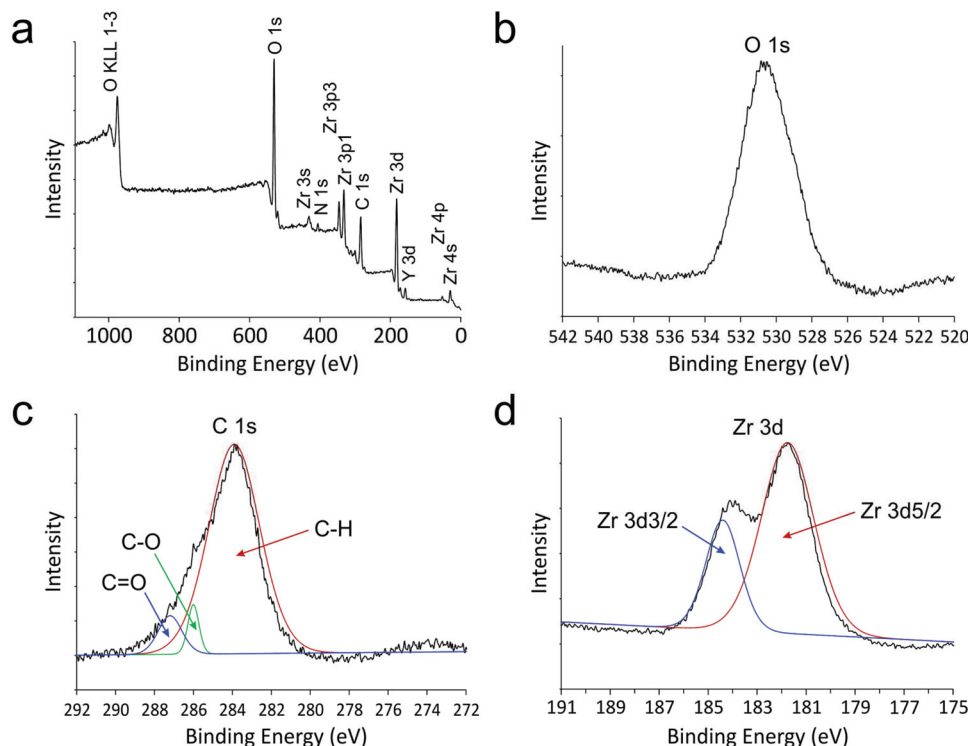 a
O KLL 1-3
O 1s
Zr 3s
N 1s
Zr 3p3
Zr 3p1
C 1s
Zr 3d
Y 3d
Zr 4p
Zr 4s
Intensity
1000 800 600 400 200 0
Binding Energy (eV)
b
O 1s
Intensity
542 540 538 536 534 532 530 528 526 524 522 520
Binding Energy (eV)
c
C 1s
C-H
C-O
C=O
Intensity
292 290 288 286 284 282 280 278 276 274 272
Binding Energy (eV)
d
Zr 3d
Zr 3d3/2
Zr 3d5/2
Intensity
191 189 187 185 183 181 179 177 175
Binding Energy (eV)